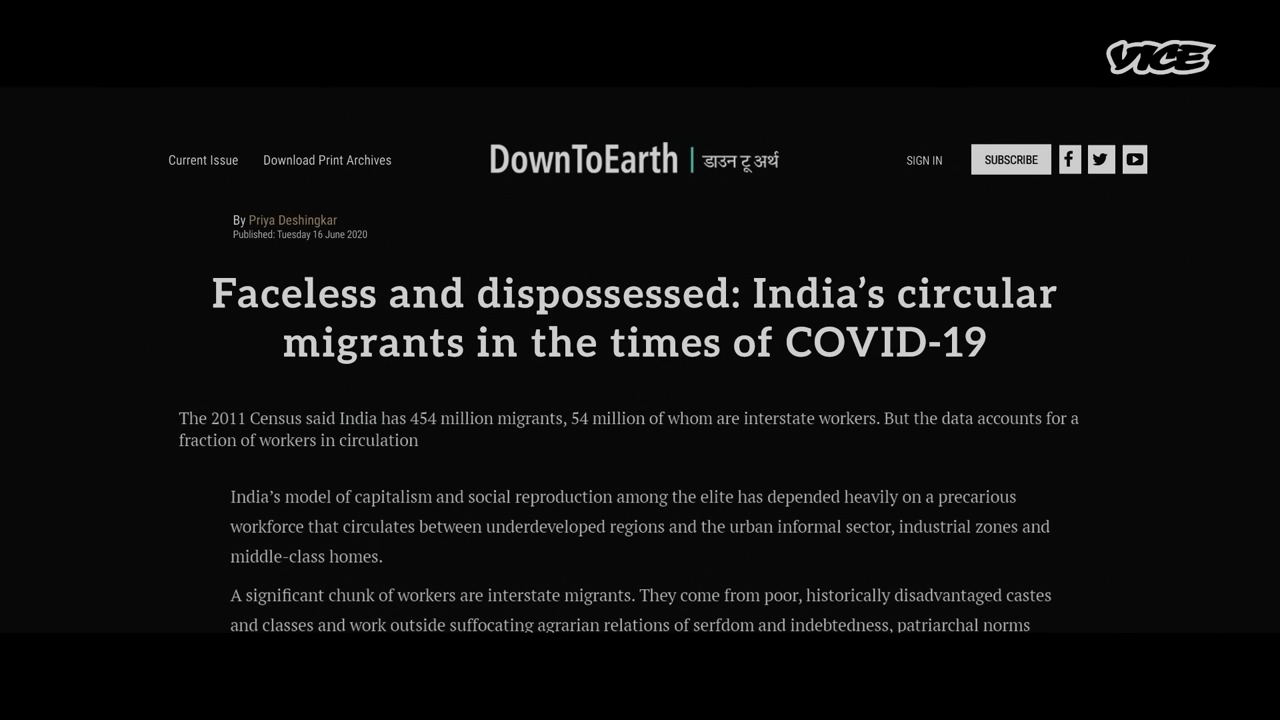 VICE
Current Issue Download Print Archives DownToEarth | डाउन टू अर्थ SIGN IN SUBSCRIBE
By Priya Deshingkar
Published: Tuesday 16 June 2020
Faceless and dispossessed: India’s circular
migrants in the times of COVID-19
The 2011 Census said India has 454 million migrants, 54 million of whom are interstate workers. But the data accounts for a
fraction of workers in circulation
India’s model of capitalism and social reproduction among the elite has depended heavily on a precarious
workforce that circulates between underdeveloped regions and the urban informal sector, industrial zones and
middle-class homes.
A significant chunk of workers are interstate migrants. They come from poor, historically disadvantaged castes
and classes and work outside suffocating agrarian relations of serfdom and indebtedness, patriarchal norms